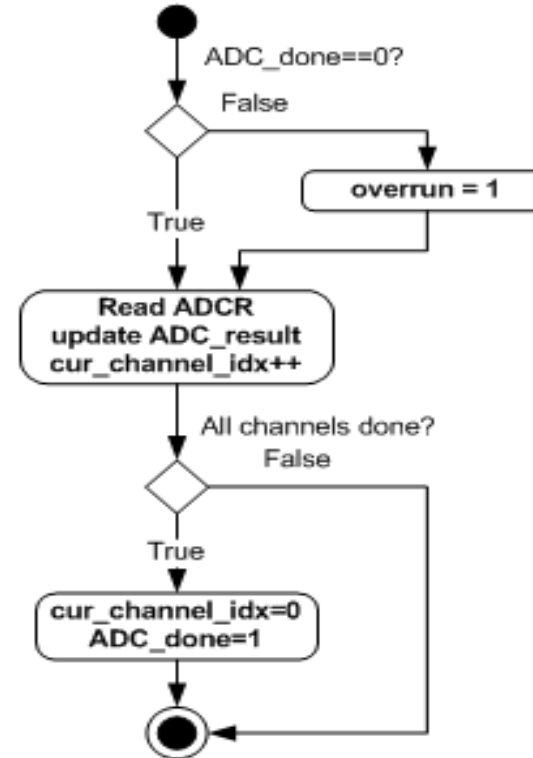 ADC_done==0?
False
overrun = 1
True
Read ADCR
update ADC_result
cur_channel_idx++
All channels done?
False
True
cur_channel_idx=0
ADC_done=1